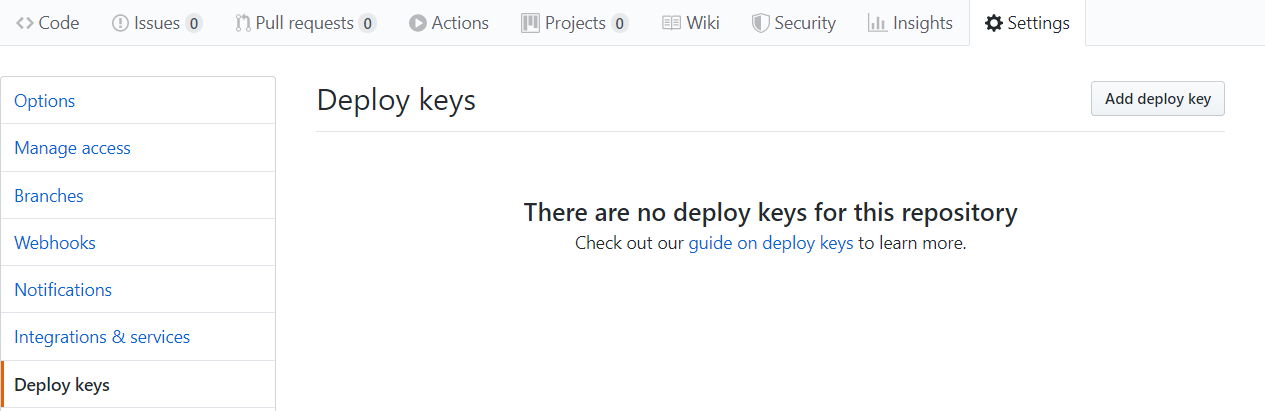 Code Issues 0 Pull requests 0 Actions Projects 0 Wiki Security Insights Settings
Options
Manage access
Branches
Webhooks
Notifications
Integrations & services
Deploy keys
Deploy keys
Add deploy key
There are no deploy keys for this repository
Check out our guide on deploy keys to learn more.